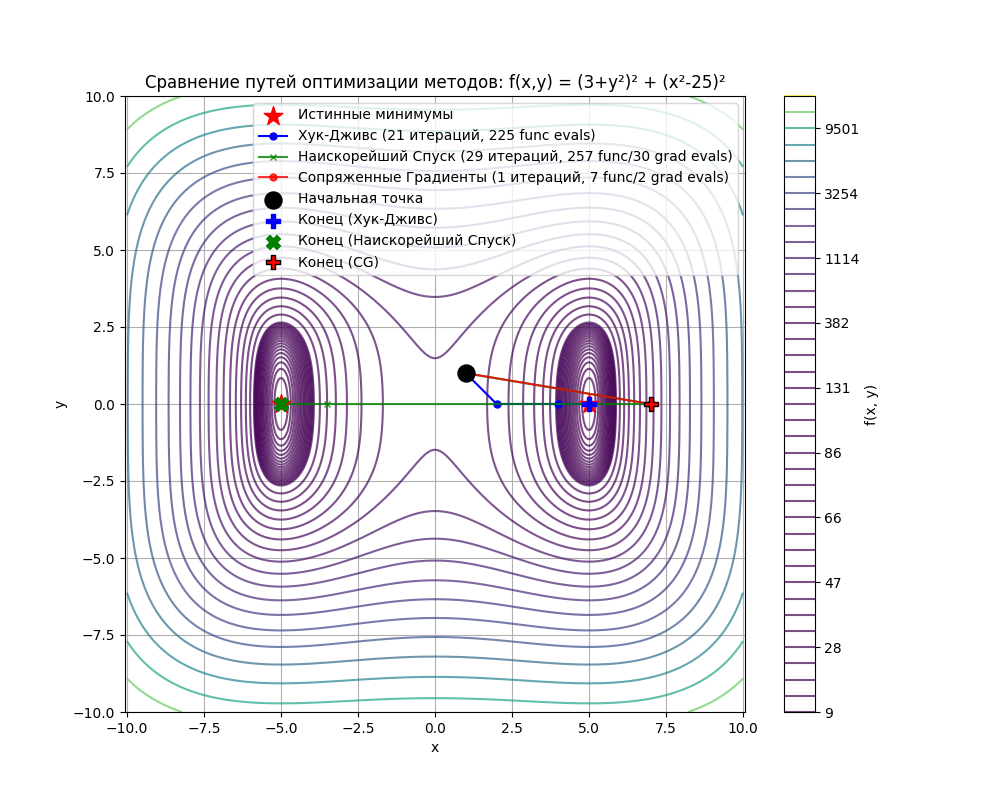 Сравнение путей оптимизации методов: f(x,y) = (3+y²)² + (x²-25)²
10.0
7.5
5.0
2.5
0.0
−2.5
−5.0
−7.5
−10.0
y
Истинные минимумы
Хук-Дживс (21 итераций, 225 func evals)
Наискорейший Спуск (29 итераций, 257 func/30 grad evals)
Сопряженные Градиенты (1 итераций, 7 func/2 grad evals)
Начальная точка
Конец (Хук-Дживс)
Конец (Наискорейший Спуск)
Конец (CG)
−10.0 −7.5 −5.0 −2.5 0.0 2.5 5.0 7.5 10.0
x
9501
3254
1114
382
131
86
66
47
28
9
f(x, y)